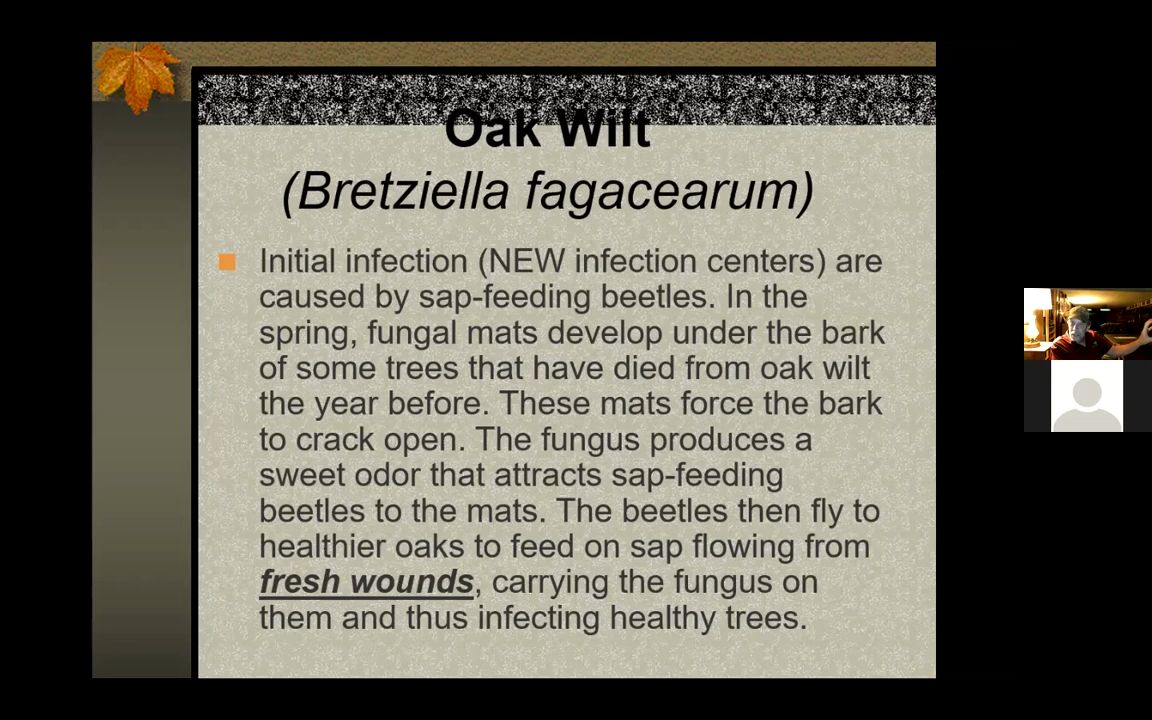 Oak Wilt
(Bretziella fagacearum)
Initial infection (NEW infection centers) are
caused by sap-feeding beetles. In the
spring, fungal mats develop under the bark
of some trees that have died from oak wilt
the year before. These mats force the bark
to crack open. The fungus produces a
sweet odor that attracts sap-feeding
beetles to the mats. The beetles then fly to
healthier oaks to feed on sap flowing from
fresh wounds, carrying the fungus on
them and thus infecting healthy trees.